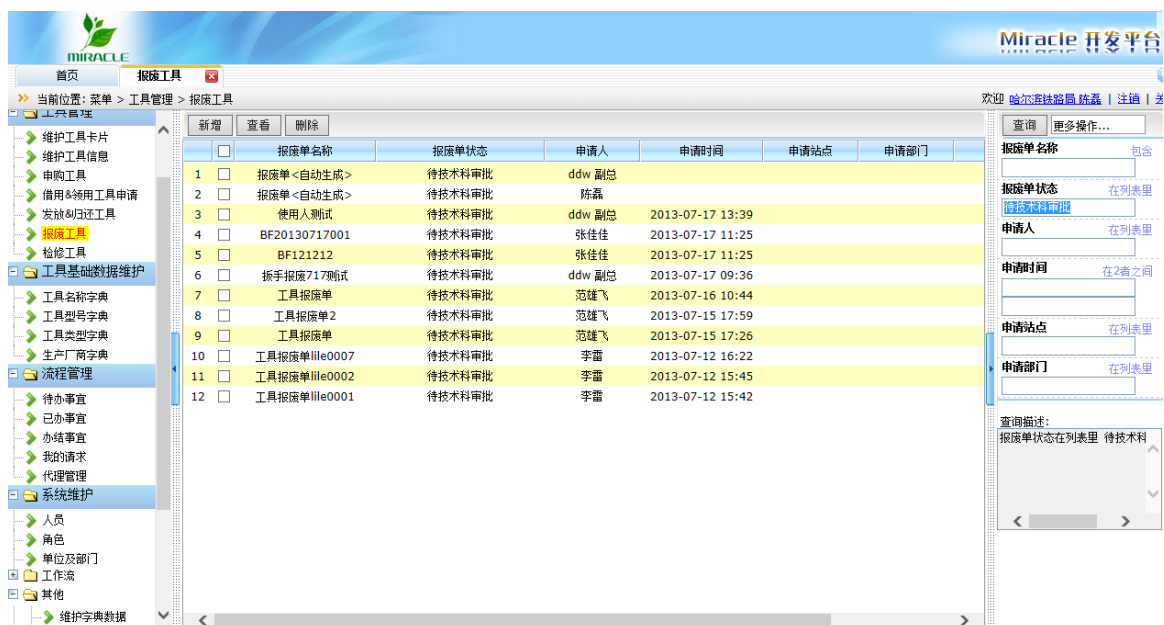 MIRACLE
Miracle 开发平台
首页 报废工具
当前位置: 菜单 > 工具管理 > 报废工具
欢迎 哈尔滨铁路局 陈磊 | 注销 |
工具管理
维护工具卡片
维护工具信息
申购工具
借用&领用工具申请
发放&归还工具
报废工具
检修工具
工具基础数据维护
工具名称字典
工具型号字典
工具类型字典
生产厂商字典
流程管理
待办事宜
已办事宜
办结事宜
我的请求
代理管理
系统维护
人员
角色
单位及部门
工作流
其他
维护字典数据
新增 查看 删除
报废单名称 报废单状态 申请人 申请时间 申请站点 申请部门
1 报废单<自动生成> 待技术科审批 ddw 副总
2 报废单<自动生成> 待技术科审批 陈磊
3 使用人测试 待技术科审批 ddw 副总 2013-07-17 13:39
4 BF20130717001 待技术科审批 张佳佳 2013-07-17 11:25
5 BF121212 待技术科审批 张佳佳 2013-07-17 11:25
6 扳手报废717测试 待技术科审批 ddw 副总 2013-07-17 09:36
7 工具报废单 待技术科审批 范雄飞 2013-07-16 10:44
8 工具报废单2 待技术科审批 范雄飞 2013-07-15 17:59
9 工具报废单 待技术科审批 范雄飞 2013-07-15 17:26
10 工具报废单lile0007 待技术科审批 李雷 2013-07-12 16:22
11 工具报废单lile0002 待技术科审批 李雷 2013-07-12 15:45
12 工具报废单lile0001 待技术科审批 李雷 2013-07-12 15:42
查询 更多操作...
报废单名称 包含
报废单状态 在列表里
待技术科审批
申请人 在列表里
申请时间 在2者之间
申请站点 在列表里
申请部门 在列表里
查询描述:
报废单状态在列表里 待技术科